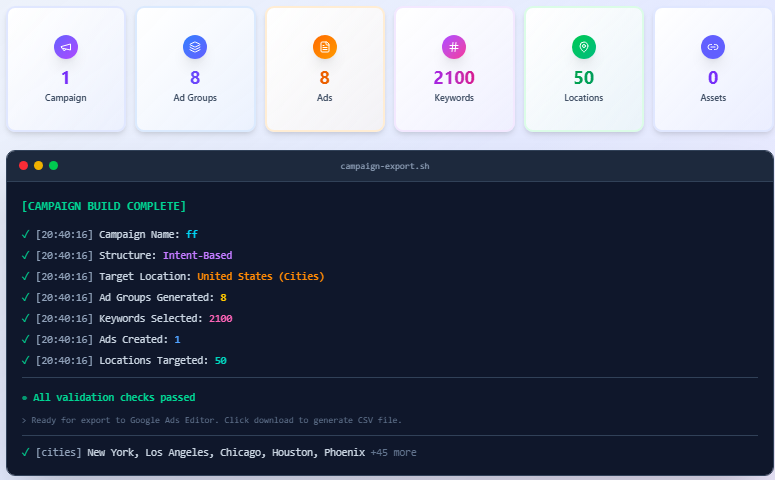 1
Campaign
8
Ad Groups
8
Ads
2100
Keywords
50
Locations
0
Assets
campaign-export.sh
[CAMPAIGN BUILD COMPLETE]
✓ [20:40:16] Campaign Name: ff
✓ [20:40:16] Structure: Intent-Based
✓ [20:40:16] Target Location: United States (Cities)
✓ [20:40:16] Ad Groups Generated: 8
✓ [20:40:16] Keywords Selected: 2100
✓ [20:40:16] Ads Created: 1
✓ [20:40:16] Locations Targeted: 50
● All validation checks passed
> Ready for export to Google Ads Editor. Click download to generate CSV file.
✓ [cities] New York, Los Angeles, Chicago, Houston, Phoenix +45 more